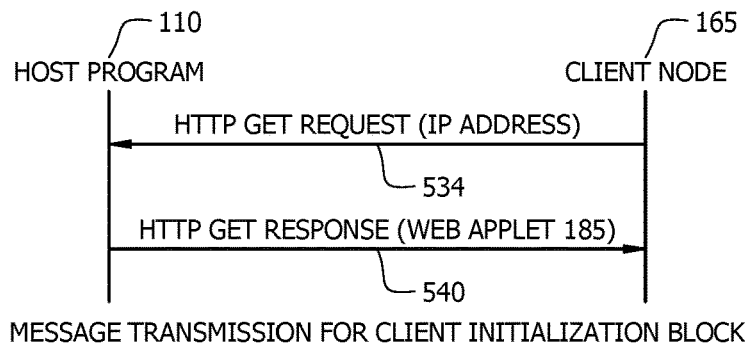 110
165
HOST PROGRAM
CLIENT NODE
HTTP GET REQUEST (IP ADDRESS)
534
HTTP GET RESPONSE (WEB APPLET 185)
540
MESSAGE TRANSMISSION FOR CLIENT INITIALIZATION BLOCK